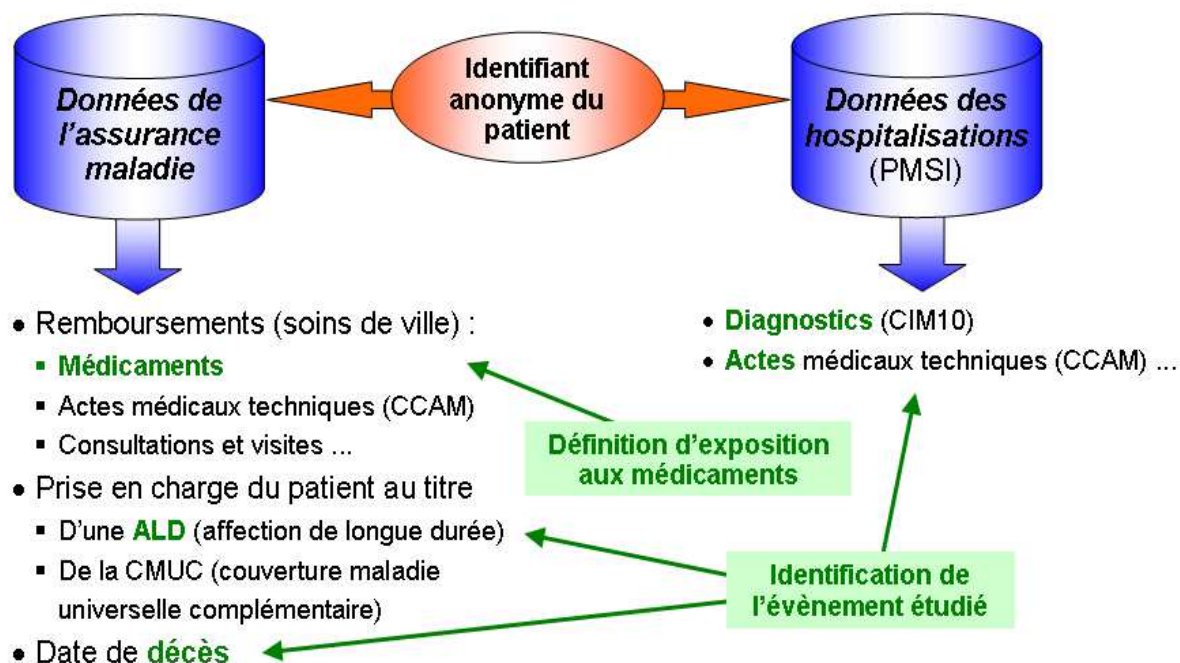 Données de
l'assurance
maladie
Identifiant
anonyme du
patient
Données des
hospitalisations
(PMSI)
• Remboursements (soins de ville) :
▪ Médicaments
▪ Actes médicaux techniques (CCAM)
▪ Consultations et visites ...
• Prise en charge du patient au titre
▪ D'une ALD (affection de longue durée)
▪ De la CMUC (couverture maladie
universelle complémentaire)
• Date de décès
• Diagnostics (CIM10)
• Actes médicaux techniques (CCAM) ...
Définition d'exposition
aux médicaments
Identification de
l'évènement étudié